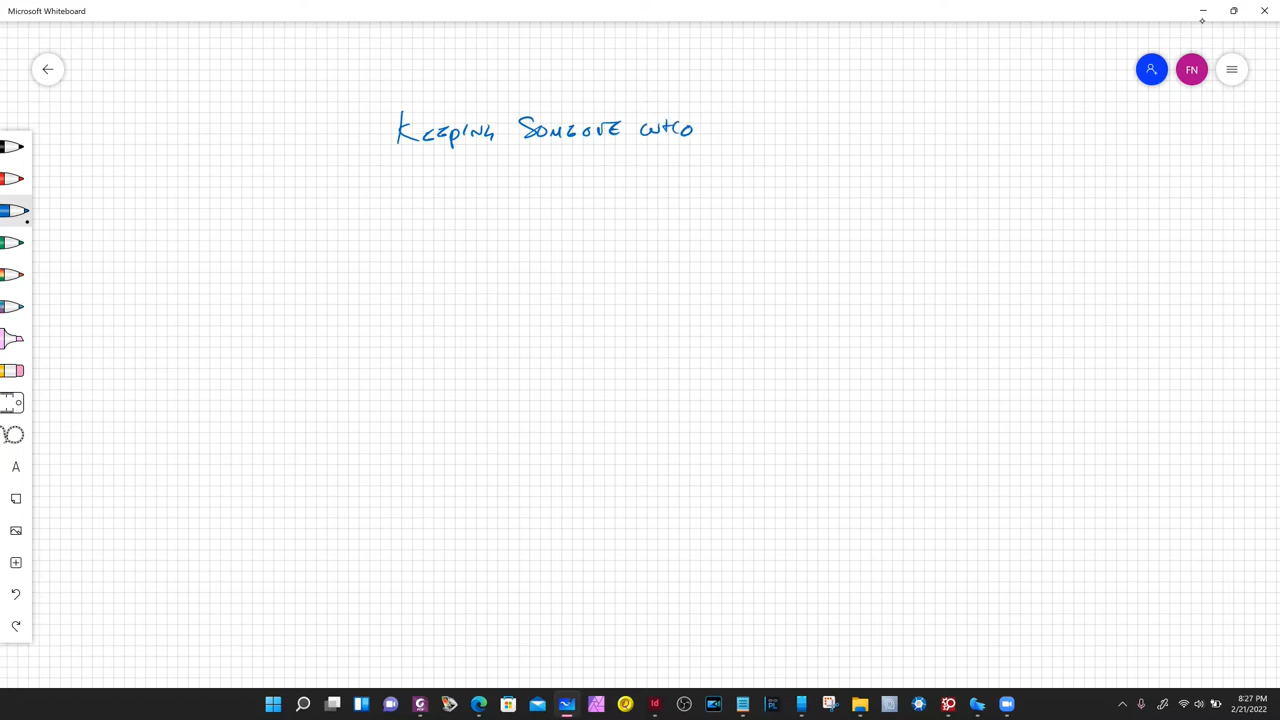 Microsoft Whiteboard
FN
KEEPING SOMEONE
A
8:27 PM
2/21/2022